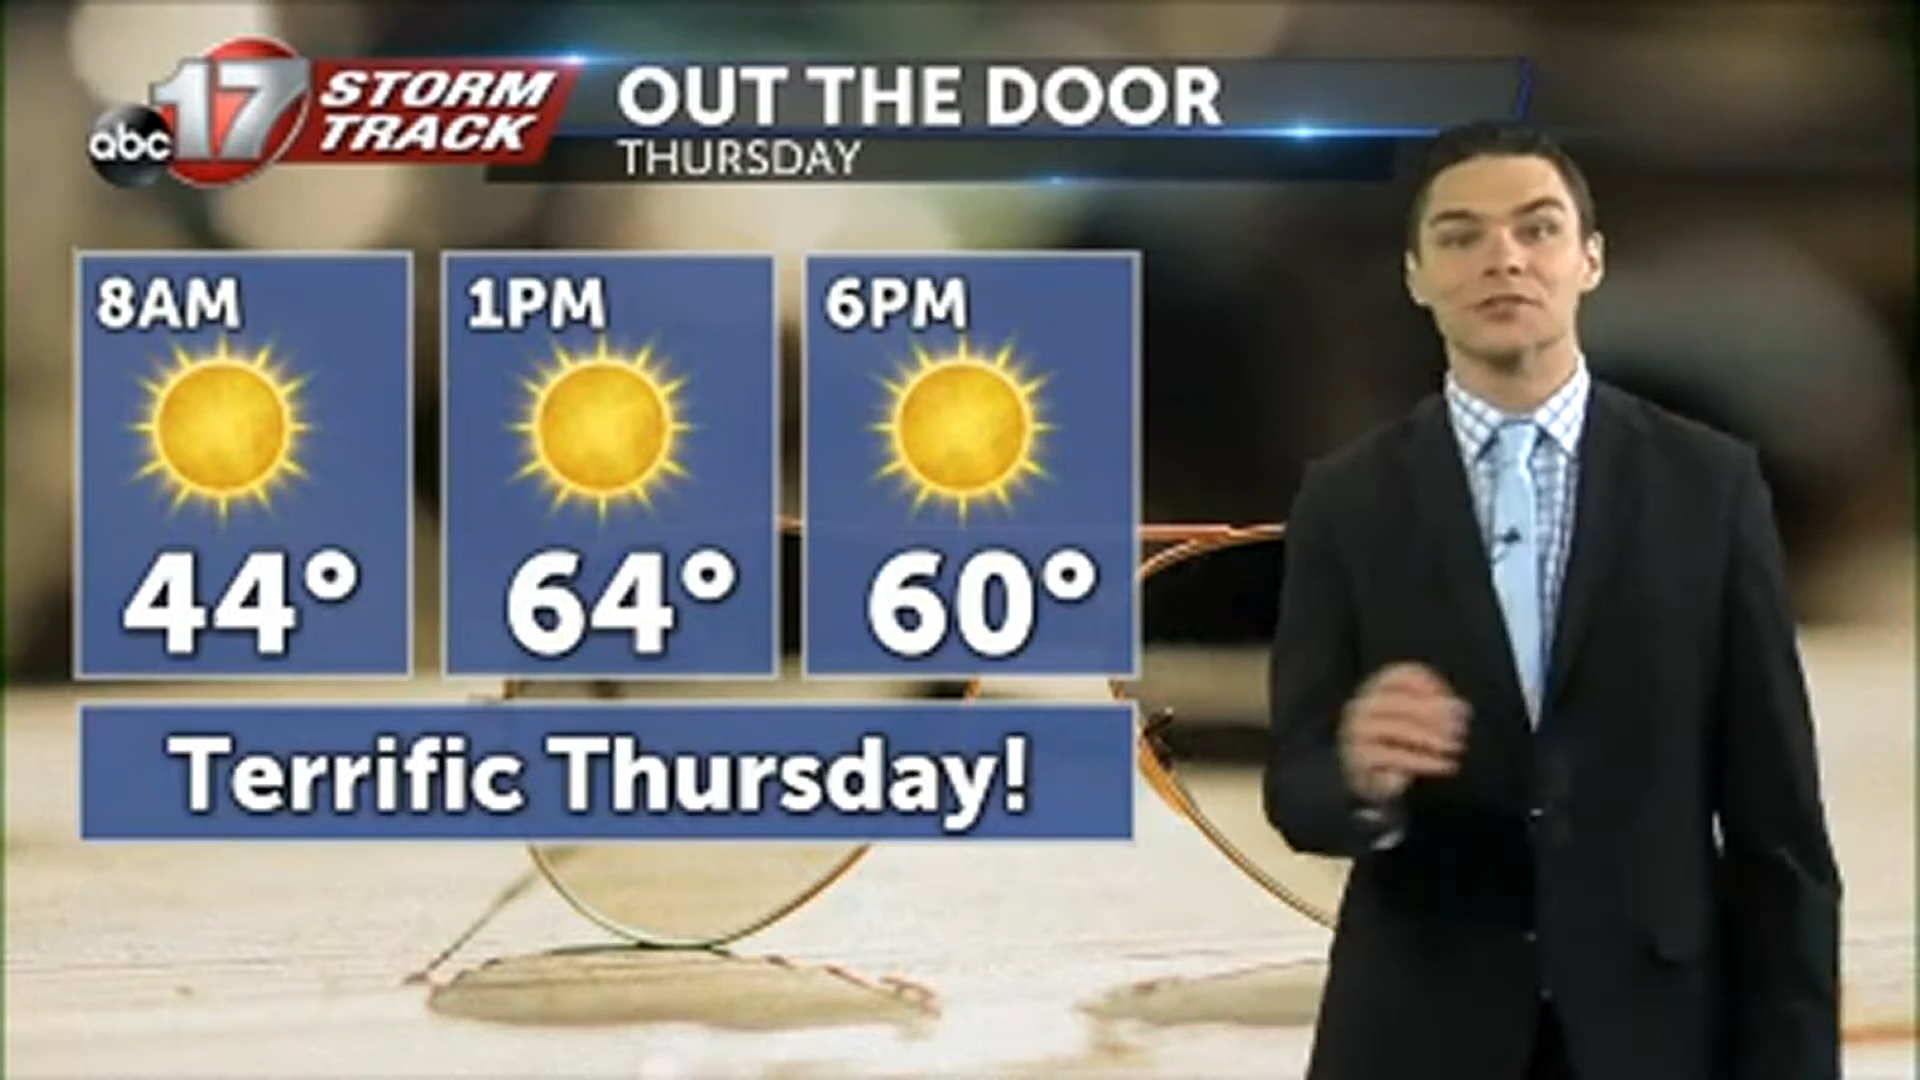 abc 17 STORM TRACK
OUT THE DOOR
THURSDAY
8AM
1PM
6PM
44°
64°
60°
Terrific Thursday!